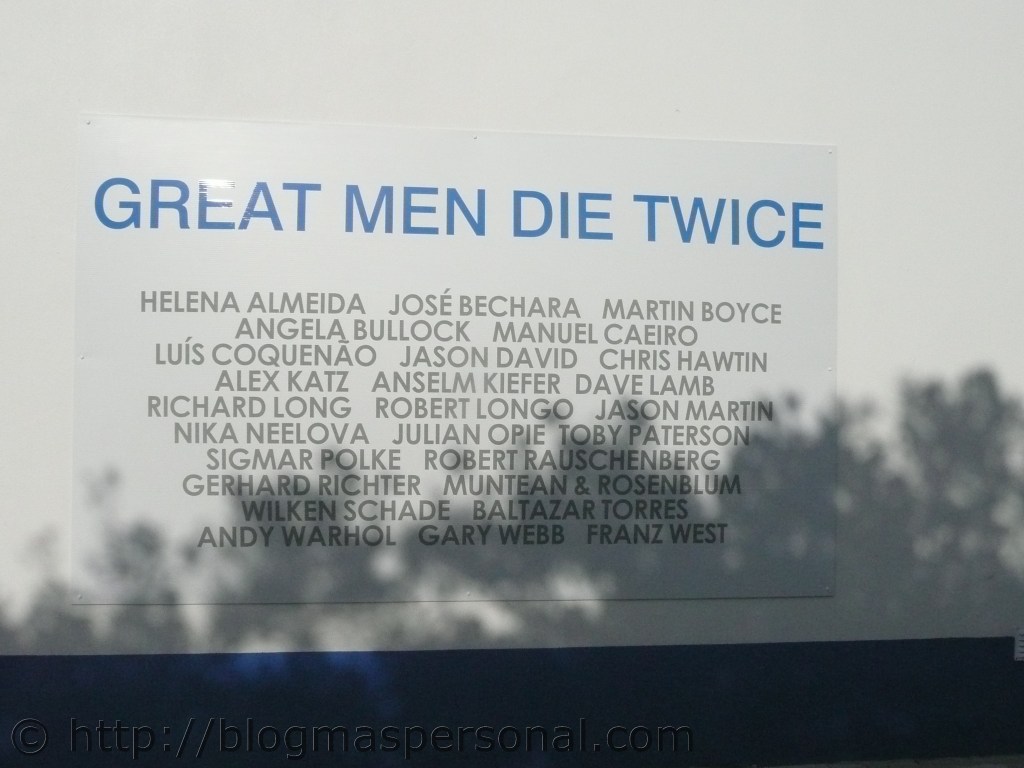 GREAT MEN DIE TWICE
HELENA ALMEIDA JOSÉ BECHARA MARTIN BOYCE
ANGELA BULLOCK MANUEL CAEIRO
LUÍS COQUENÃO JASON DAVID CHRIS HAWTIN
ALEX KATZ ANSELM KIEFER DAVE LAMB
RICHARD LONG ROBERT LONGO JASON MARTIN
NIKA NEELOVA JULIAN OPIE TOBY PATERSON
SIGMAR POLKE ROBERT RAUSCHENBERG
GERHARD RICHTER MUNTEAN & ROSENBLUM
WILKEN SCHADE BALTAZAR TORRES
ANDY WARHOL GARY WEBB FRANZ WEST
© http://blogmaspersonal.com